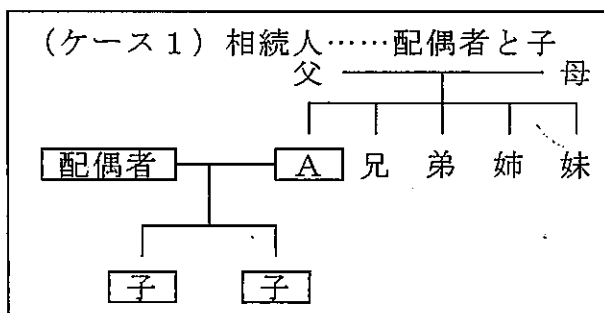 (ケース1) 相続人……配偶者と子
父 母
配偶者 A 兄 弟 姉 妹
子 子